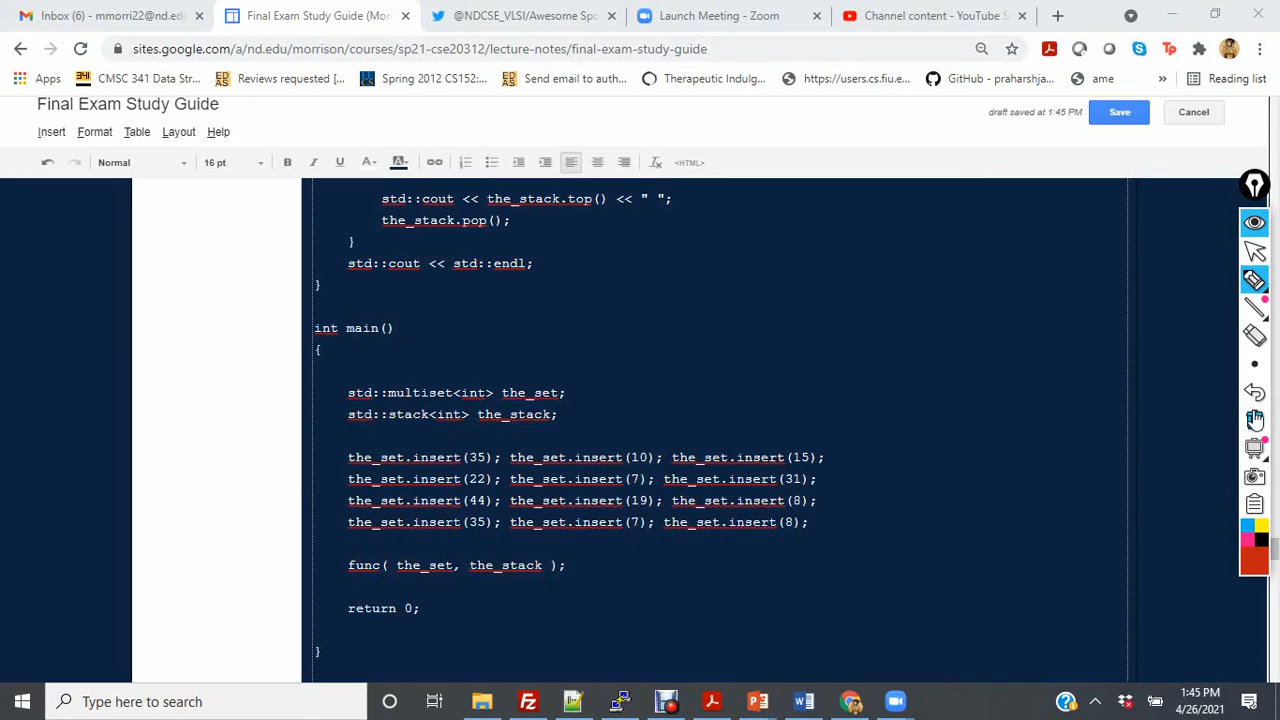 Inbox (6) - mmorri22@nd.edu
Final Exam Study Guide (Mor
@NDCSE_VLSI/Awesome Spo
Launch Meeting - Zoom
Channel content - YouTube S
sites.google.com/a/nd.edu/morrison/courses/sp21-cse20312/lecture-notes/final-exam-study-guide
Apps
CMSC 341 Data Str...
Reviews requested [...
Spring 2012 CS152:...
Send email to auth...
Therapeutic Indulg...
https://users.cs.fiu.e...
GitHub - praharshja...
ame
»
Reading list
Final Exam Study Guide
draft saved at 1:45 PM
Save
Cancel
Insert Format Table Layout Help
Normal 16 pt B I U A A <HTML>
std::cout << the_stack.top() << " ";
the_stack.pop();
}
std::cout << std::endl;
}
int main()
{
std::multiset<int> the_set;
std::stack<int> the_stack;
the_set.insert(35); the_set.insert(10); the_set.insert(15);
the_set.insert(22); the_set.insert(7); the_set.insert(31);
the_set.insert(44); the_set.insert(19); the_set.insert(8);
the_set.insert(35); the_set.insert(7); the_set.insert(8);
func( the_set, the_stack );
return 0;
}
Type here to search
1:45 PM
4/26/2021